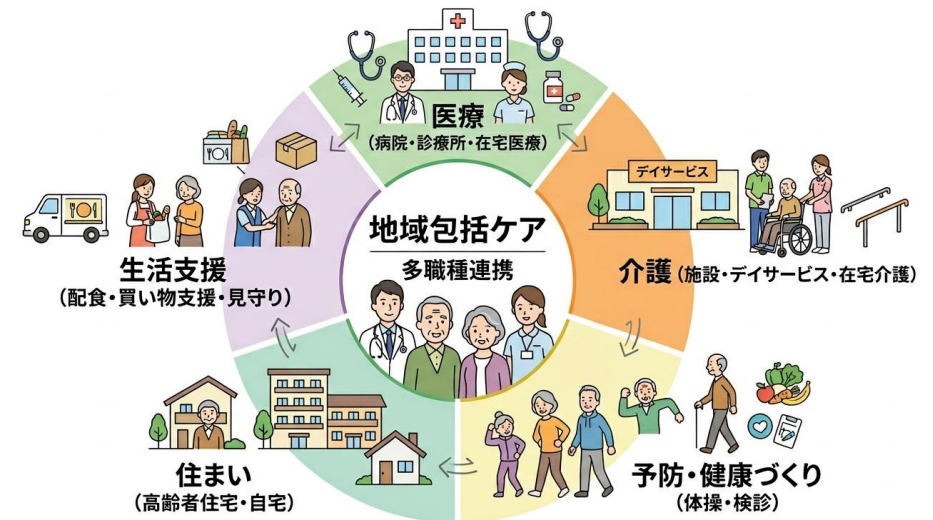 医療
(病院・診療所・在宅医療)
デイサービス
介護(施設・デイサービス・在宅介護)
地域包括ケア
多職種連携
生活支援
(配食・買い物支援・見守り)
予防・健康づくり
(体操・検診)
住まい
(高齢者住宅・自宅)